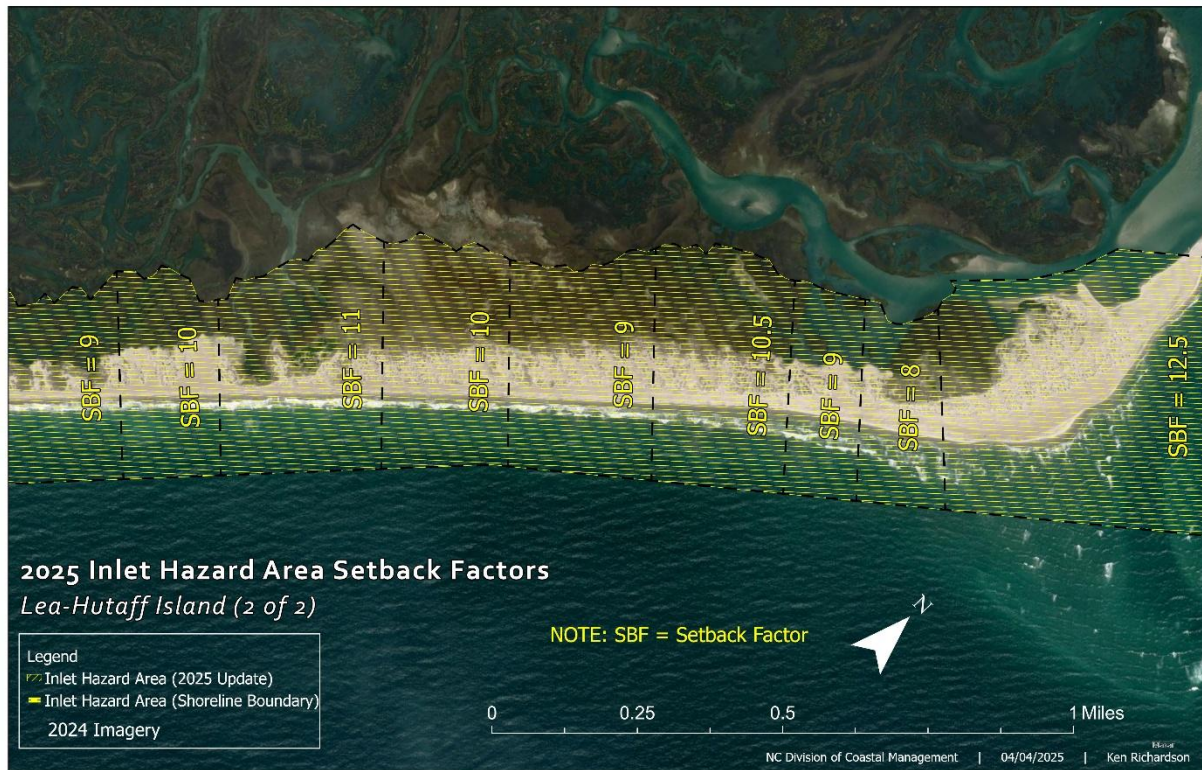 SBF = 9
SBF = 10
SBF = 11
SBF = 10
SBF = 9
SBF = 10.5
SBF = 9
SBF = 8
SBF = 12.5
2025 Inlet Hazard Area Setback Factors
Lea-Hutaff Island (2 of 2)
Legend
Inlet Hazard Area (2025 Update)
Inlet Hazard Area (Shoreline Boundary)
2024 Imagery
NOTE: SBF = Setback Factor
N
0 0.25 0.5 1 Miles
NC Division of Coastal Management | 04/04/2025 | Ken Richardson